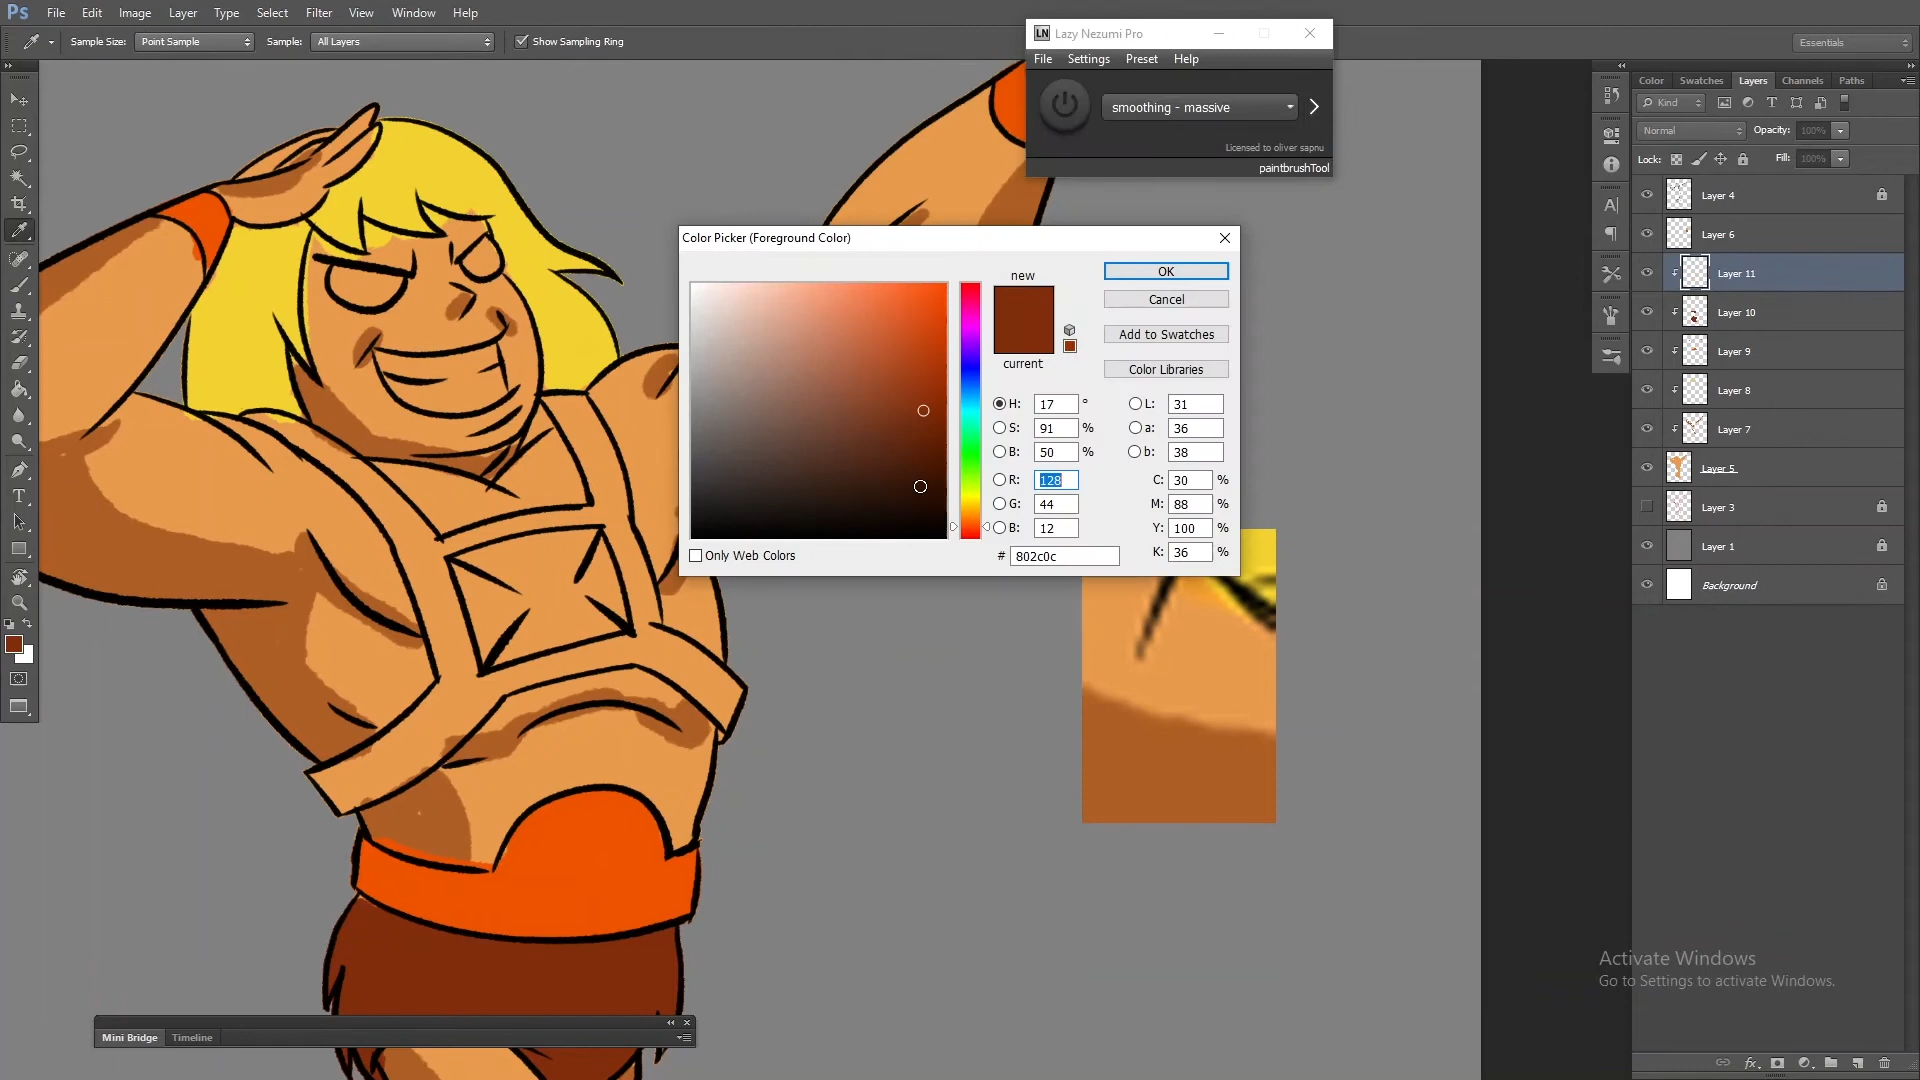 Ps File Edit Image Layer Type Select Filter View Window Help
Sample Size: Point Sample Sample: All Layers Show Sampling Ring Essentials
LN Lazy Nezumi Pro
File Settings Preset Help
smoothing - massive
Licensed to oliver sapnu
paintbrushTool
Color Swatches Layers Channels Paths
Kind
Normal Opacity: 100%
Lock: Fill: 100%
Layer 4
Layer 6
Layer 11
Layer 10
Layer 9
Layer 8
Layer 7
Layer 5
Layer 3
Layer 1
Background
Color Picker (Foreground Color)
new
current
OK
Cancel
Add to Swatches
Color Libraries
H: 17 ° L: 31
S: 91 % a: 36
B: 50 % b: 38
R: 128 C: 30 %
G: 44 M: 88 %
B: 12 Y: 100 %
Only Web Colors # 802c0c K: 36 %
Activate Windows
Go to Settings to activate Windows.
Mini Bridge Timeline